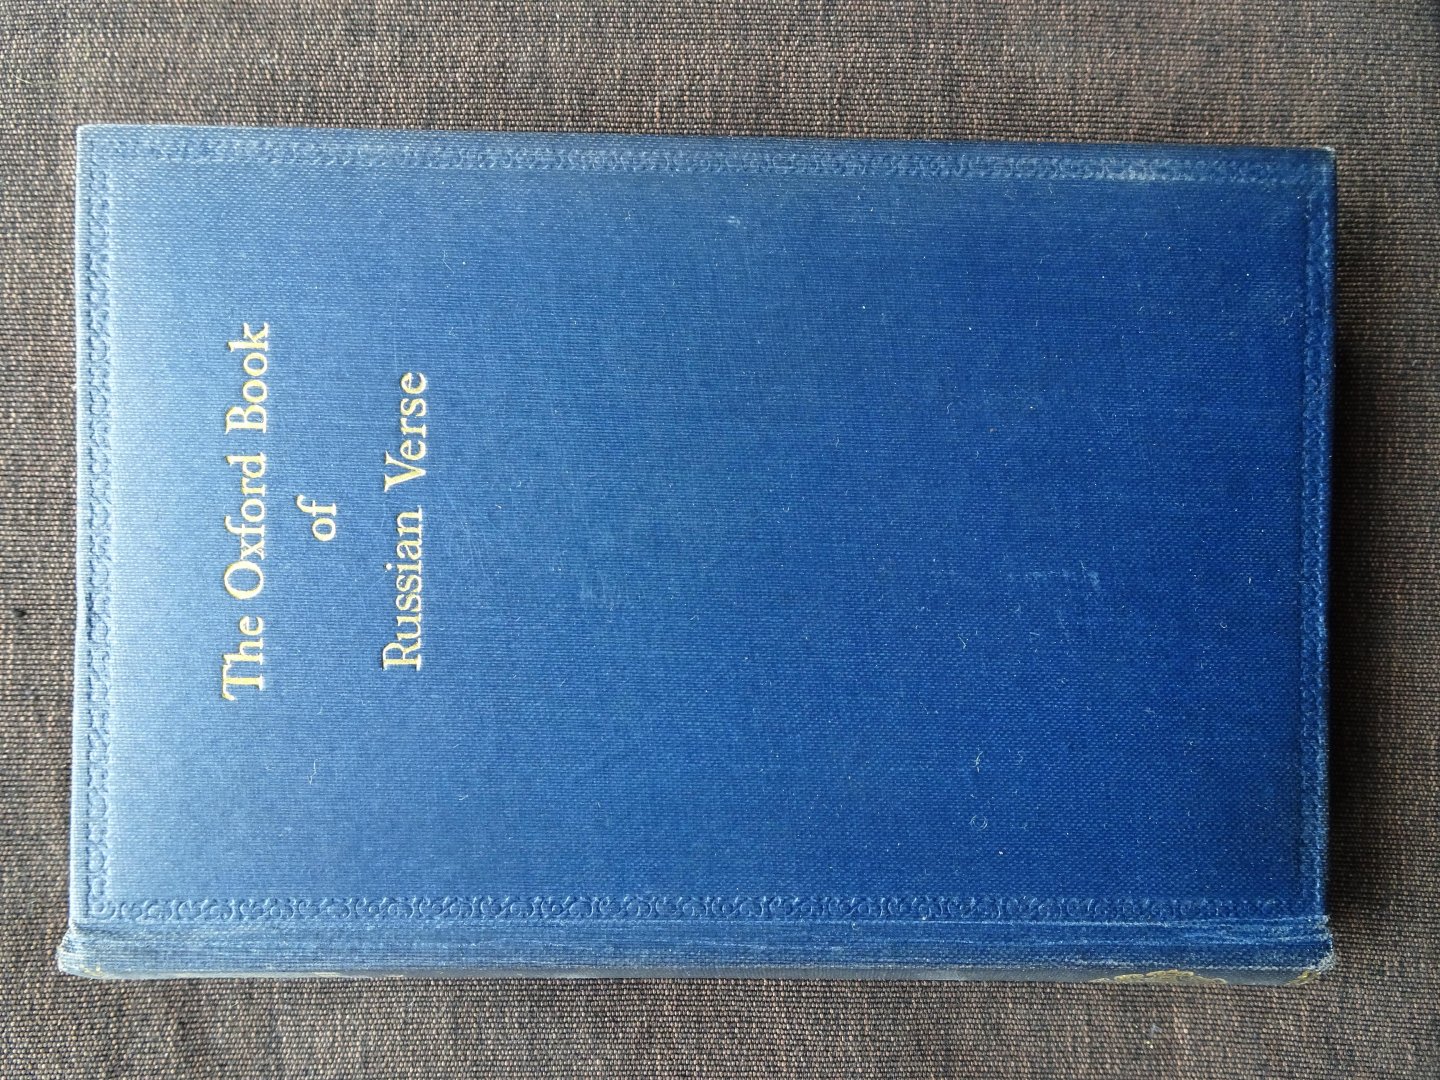 The Oxford Book
of
Russian Verse